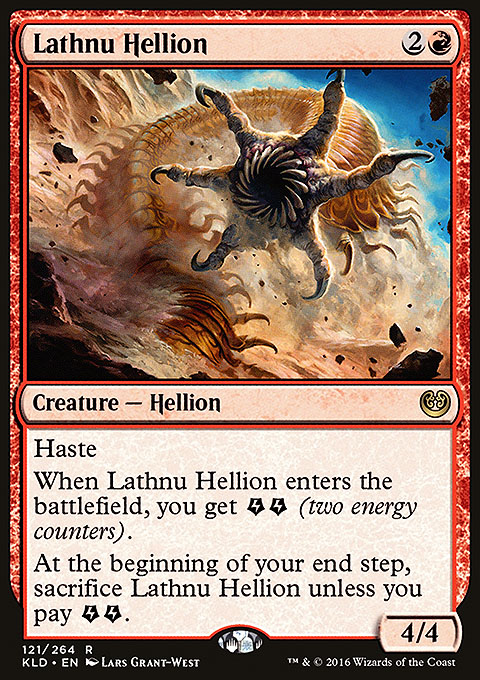 Lathnu Hellion 2
Creature — Hellion
Haste
When Lathnu Hellion enters the
battlefield, you get (two energy
counters).
At the beginning of your end step,
sacrifice Lathnu Hellion unless you
pay .
4/4
121/264 R
KLD • EN Lars Grant-West
™ & © 2016 Wizards of the Coast